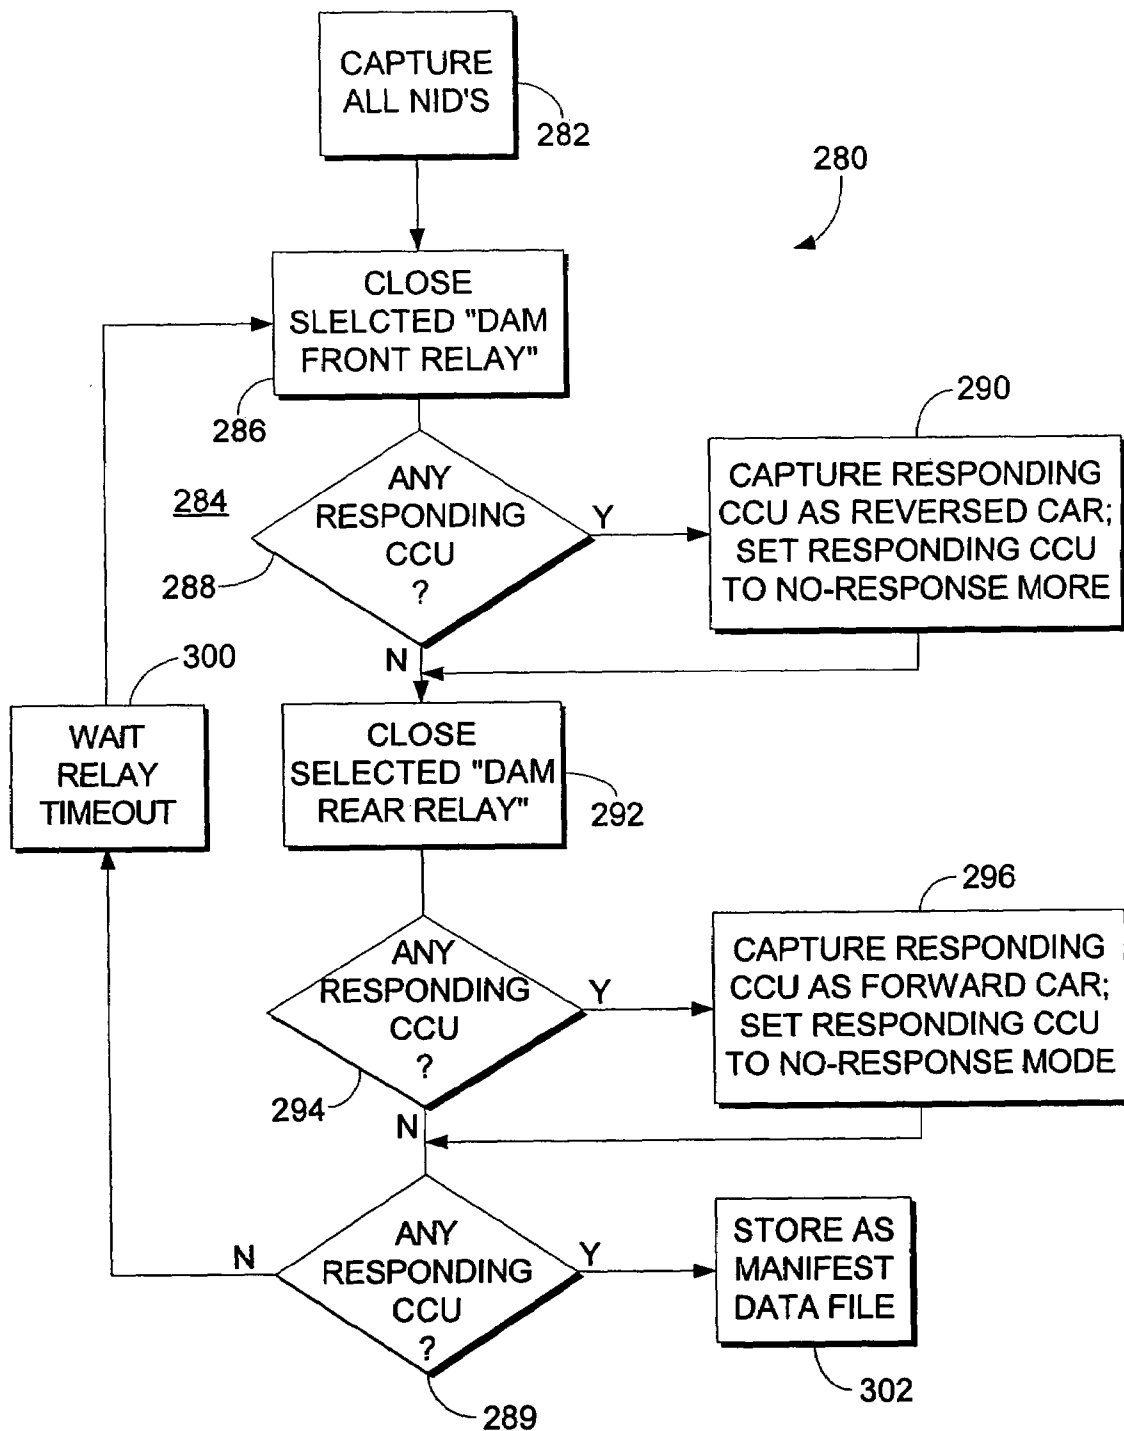 CAPTURE
ALL NID'S
282
280
CLOSE
SLELCTED "DAM
FRONT RELAY"
286
284
ANY
RESPONDING
CCU
?
288
Y
N
290
CAPTURE RESPONDING
CCU AS REVERSED CAR;
SET RESPONDING CCU
TO NO-RESPONSE MORE
300
WAIT
RELAY
TIMEOUT
CLOSE
SELECTED "DAM
REAR RELAY"
292
ANY
RESPONDING
CCU
?
294
Y
N
296
CAPTURE RESPONDING
CCU AS FORWARD CAR;
SET RESPONDING CCU
TO NO-RESPONSE MODE
N
ANY
RESPONDING
CCU
?
289
Y
STORE AS
MANIFEST
DATA FILE
302